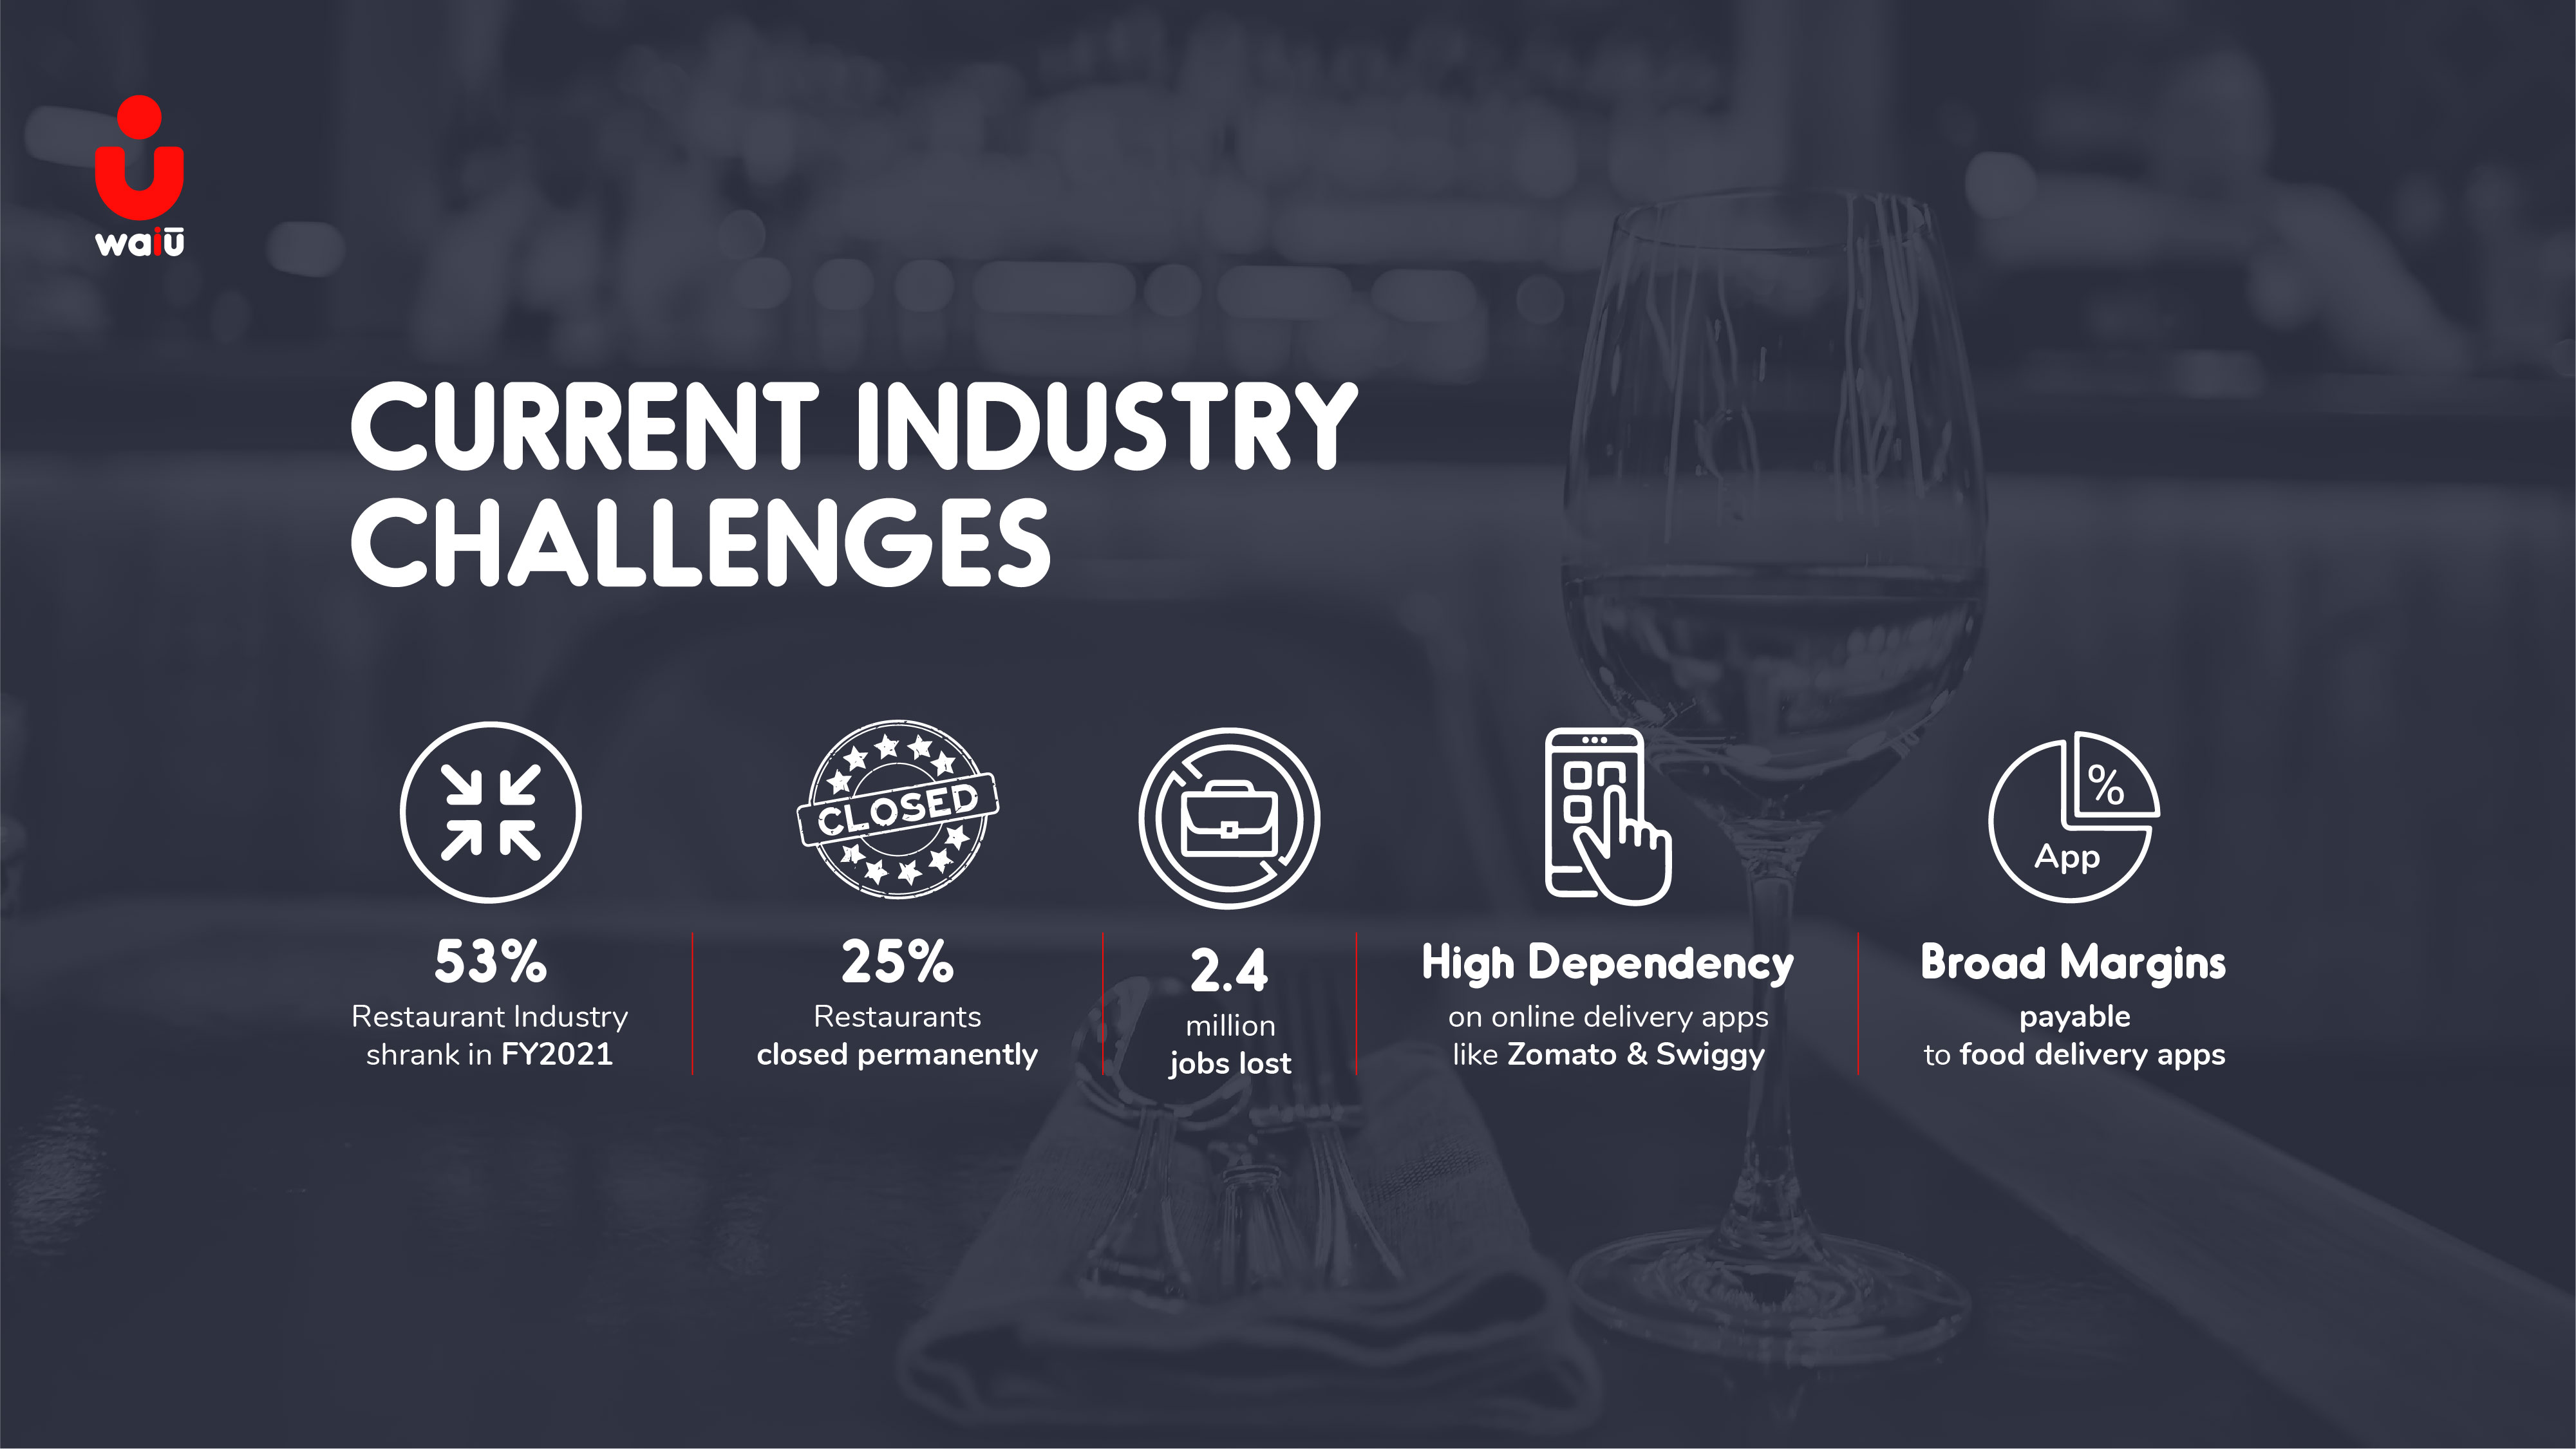 waiū
CURRENT INDUSTRY
CHALLENGES
CLOSED
%
App
53%
Restaurant Industry
shrank in FY2021
25%
Restaurants
closed permanently
2.4
million
jobs lost
High Dependency
on online delivery apps
like Zomato & Swiggy
Broad Margins
payable
to food delivery apps